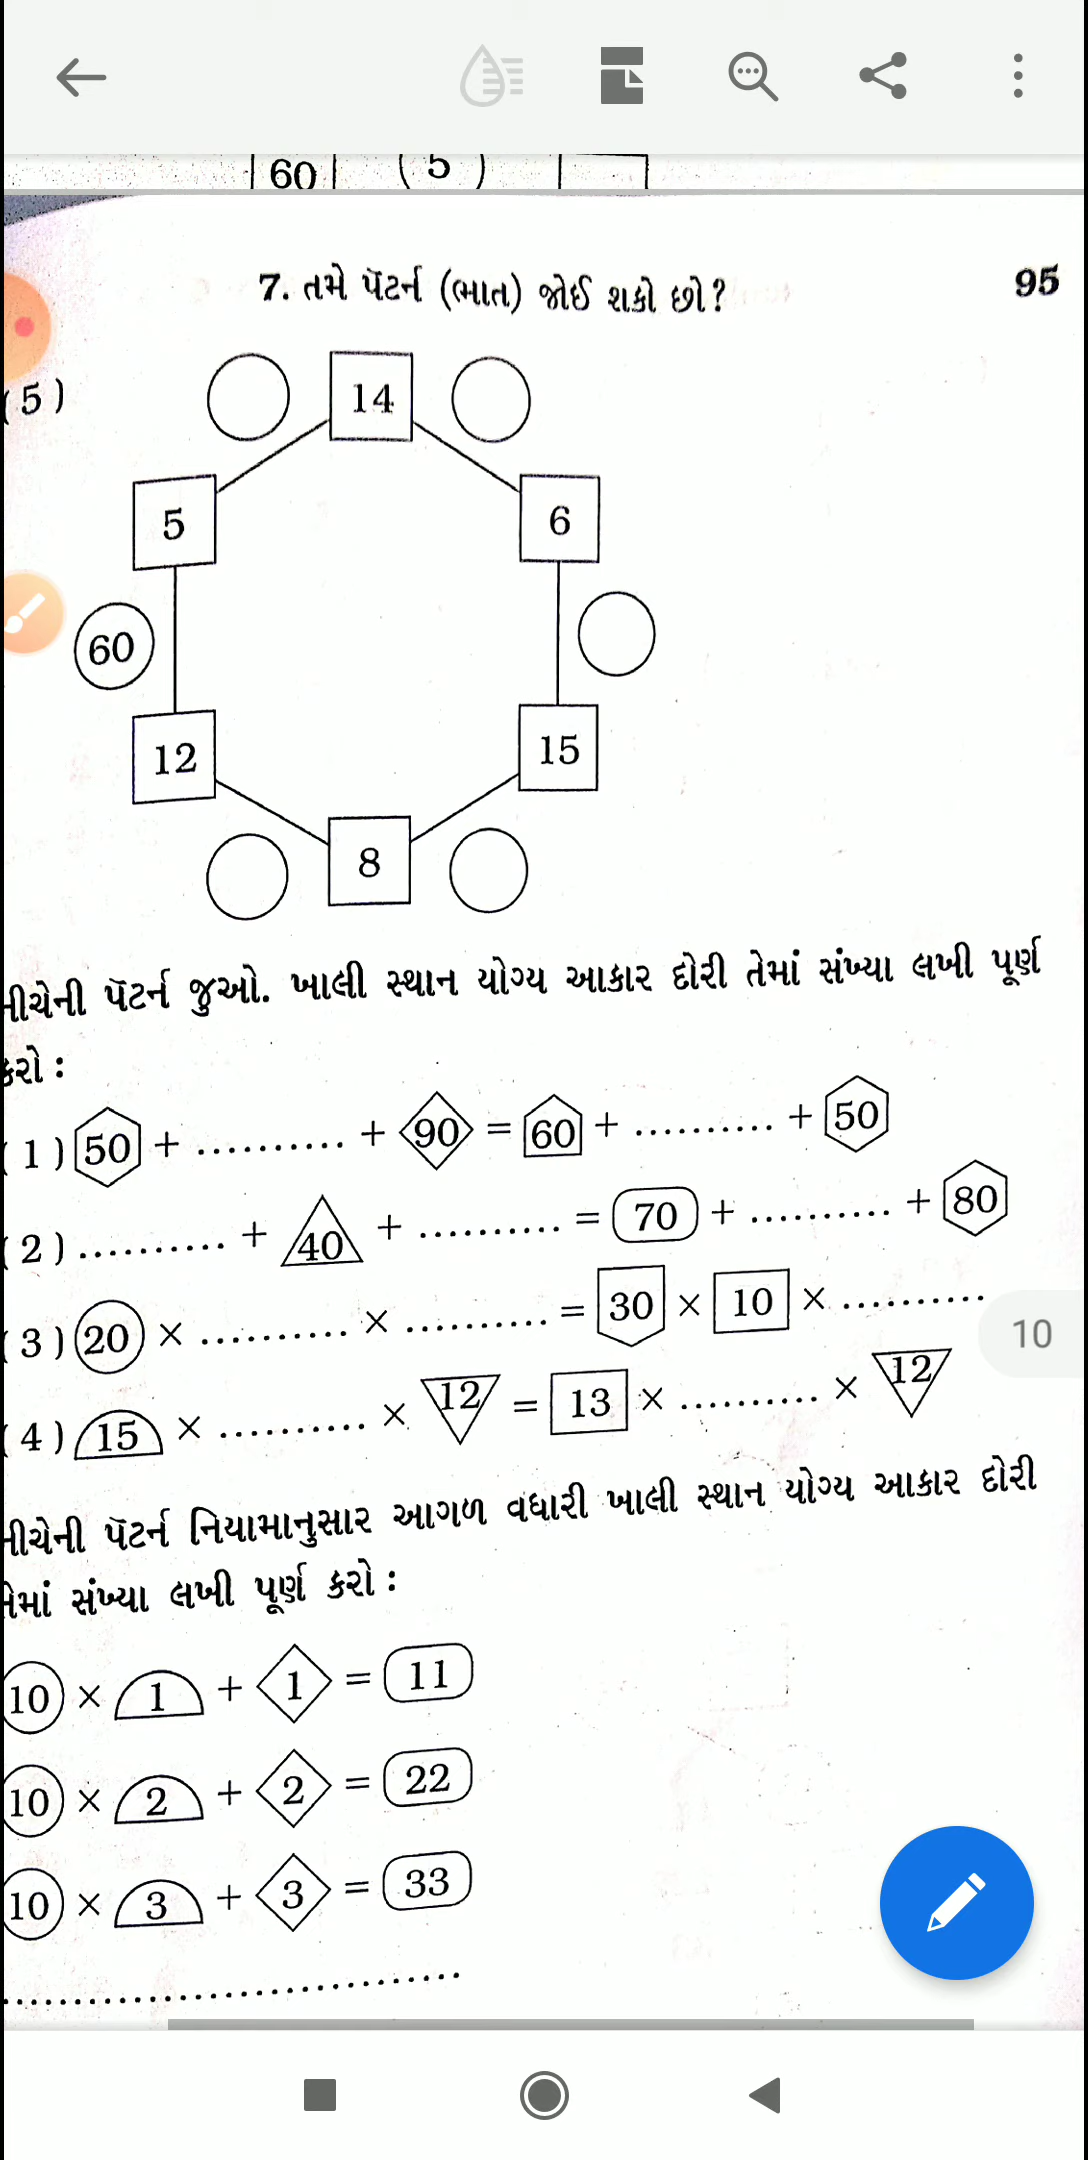 60 5
7. તમે પૅટર્ન (ભાત) જોઈ શકો છો? 95
(5)
14
5 6
60
12 15
8
નીચેની પૅટર્ન જુઓ. ખાલી સ્થાન યોગ્ય આકાર દોરી તેમાં સંખ્યા લખી પૂર્ણ
કરો :
(1) 50 + .......... + 90 = 60 + .......... + 50
(2) .......... + 40 + .......... = 70 + .......... + 80
(3) 20 × .......... × .......... = 30 × 10 × ..........
10
(4) 15 × .......... × 12 = 13 × .......... × 12
નીચેની પૅટર્ન નિયામાનુસાર આગળ વધારી ખાલી સ્થાન યોગ્ય આકાર દોરી
તેમાં સંખ્યા લખી પૂર્ણ કરો :
10 × 1 + 1 = 11
10 × 2 + 2 = 22
10 × 3 + 3 = 33
................................